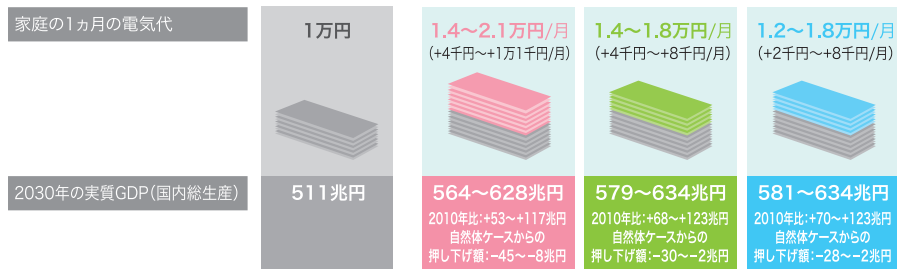 家庭の1ヵ月の電気代
1万円
1.4〜2.1万円/月
(+4千円〜+1万1千円/月)
1.4〜1.8万円/月
(+4千円〜+8千円/月)
1.2〜1.8万円/月
(+2千円〜+8千円/月)
2030年の実質GDP(国内総生産)
511兆円
564〜628兆円
2010年比:+53〜+117兆円
自然体ケースからの
押し下げ額:−45〜−8兆円
579〜634兆円
2010年比:+68〜+123兆円
自然体ケースからの
押し下げ額:−30〜−2兆円
581〜634兆円
2010年比:+70〜+123兆円
自然体ケースからの
押し下げ額:−28〜−2兆円